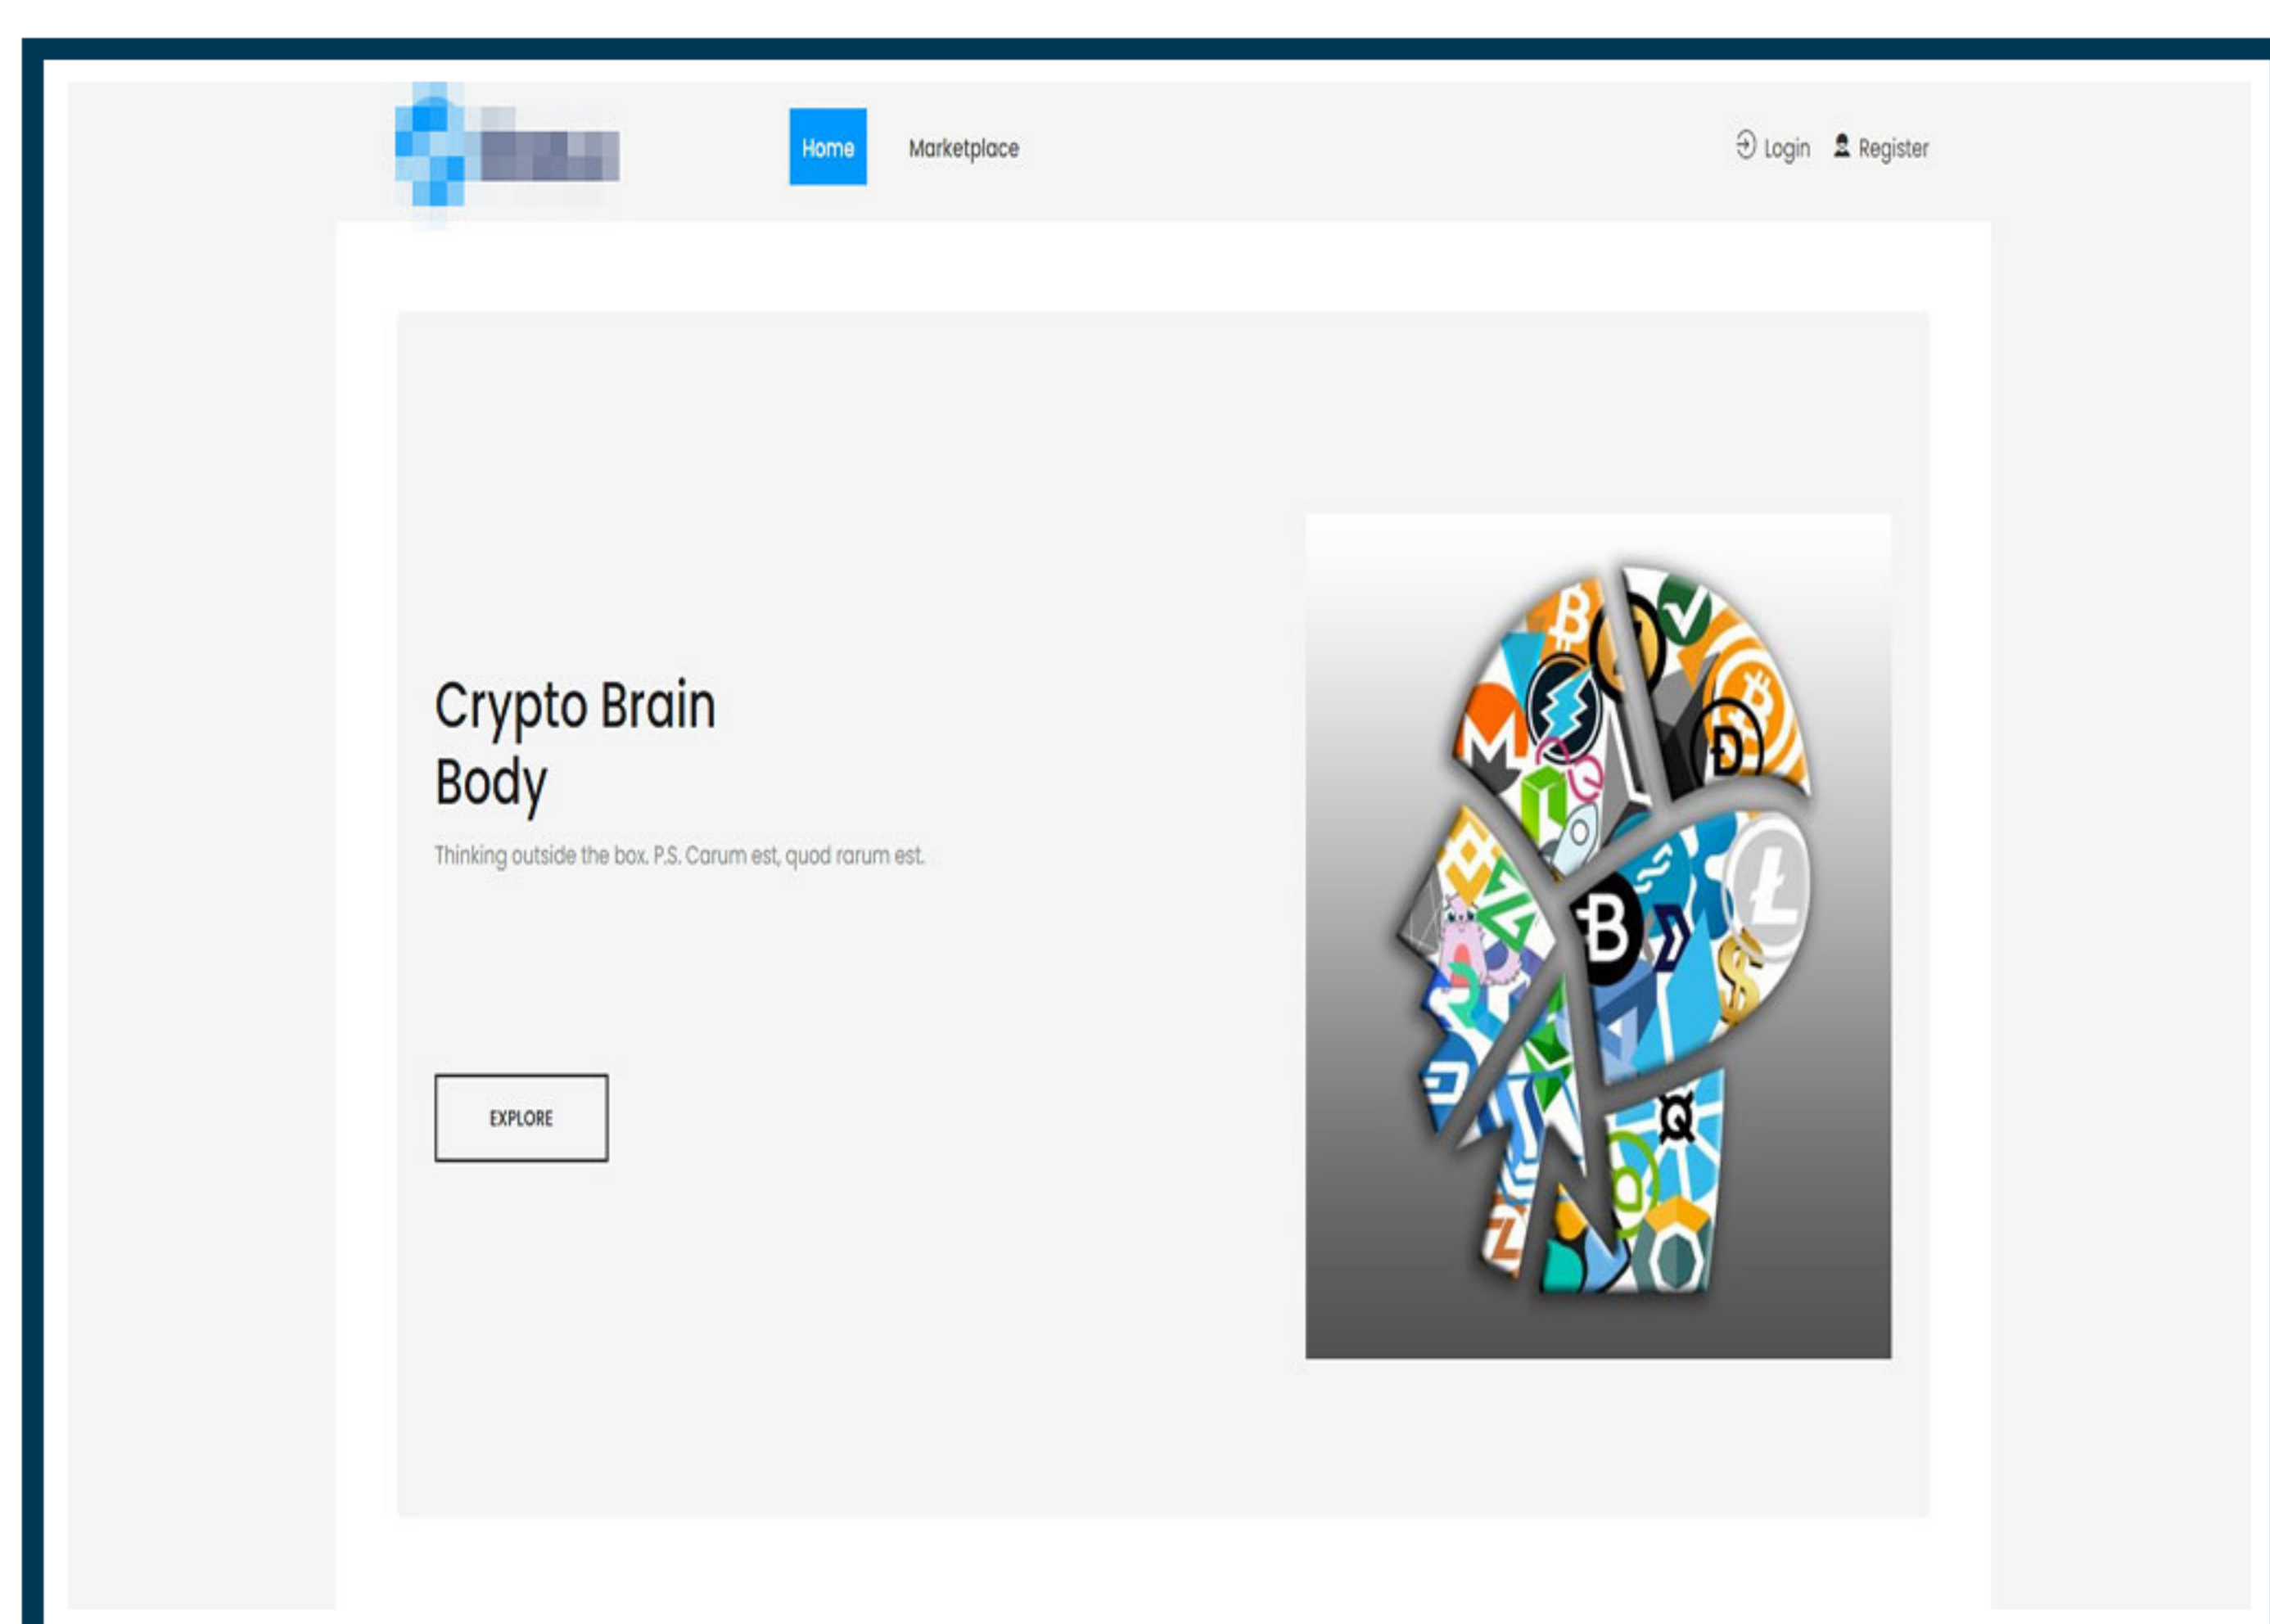 Home Marketplace Login Register
Crypto Brain
Body
Thinking outside the box. P.S. Carum est, quod rarum est.
EXPLORE